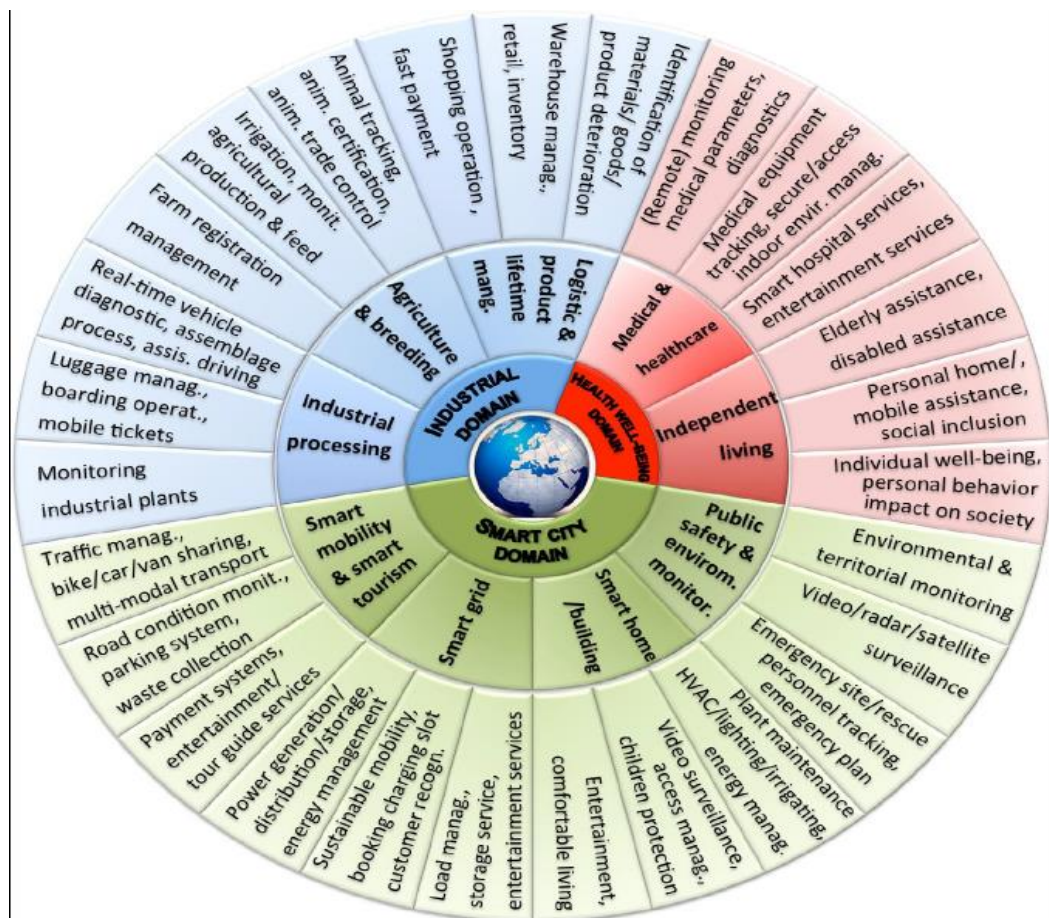 INDUSTRIAL
DOMAIN
HEALTH WELL-BEING
DOMAIN
SMART CITY
DOMAIN
Logistic &
product
lifetime
mang.
Agriculture
& breeding
Industrial
processing
Medical &
healthcare
Independent
living
Public
safety &
environm.
monitor.
Smart home
/building
Smart grid
Smart
mobility
& smart
tourism
Identification of
materials/ goods/
product deterioration
Warehouse manag.,
retail, inventory
Shopping operation ,
fast payment
Animal tracking,
anim. certification,
anim. trade control
Irrigation, monit.
agricultural
production & feed
Farm registration
management
Real-time vehicle
diagnostic, assemblage
process, assis. driving
Luggage manag.,
boarding operat.,
mobile tickets
Monitoring
industrial plants
(Remote) monitoring
medical parameters,
diagnostics
Medical equipment
tracking, secure/access
indoor envir. manag.
Smart hospital services,
entertainment services
Elderly assistance,
disabled assistance
Personal home/,
mobile assistance,
social inclusion
Individual well-being,
personal behavior
impact on society
Environmental &
territorial monitoring
Video/radar/satellite
surveillance
Emergency site/rescue
personnel tracking,
emergency plan
Plant maintenance
HVAC/lighting/irrigating,
energy manag.
Video surveillance,
access manag.,
children protection
Entertainment,
comfortable living
Load manag.,
storage service,
entertainment services
Sustainable mobility,
booking charging slot
customer recogn.
Power generation/
distribution/storage,
energy management
Payment systems,
entertainment/
tour guide services
Road condition monit.,
parking system,
waste collection
Traffic manag.,
bike/car/van sharing,
multi-modal transport